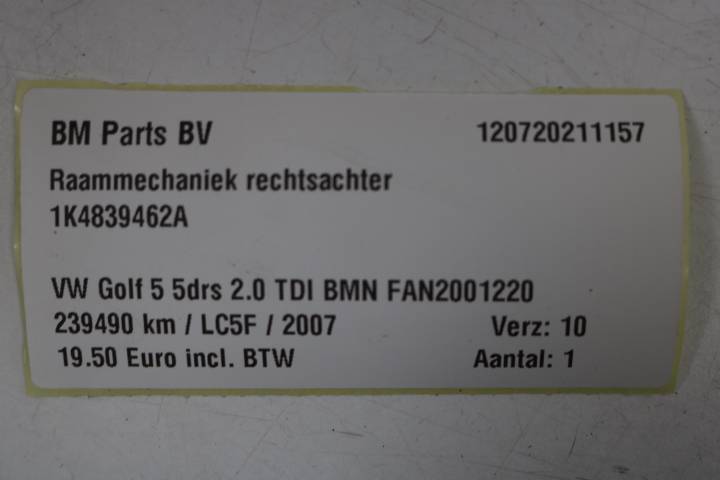 BM Parts BV 120720211157
Raammechaniek rechtsachter
1K4839462A
VW Golf 5 5drs 2.0 TDI BMN FAN2001220
239490 km / LC5F / 2007 Verz: 10
19.50 Euro incl. BTW Aantal: 1